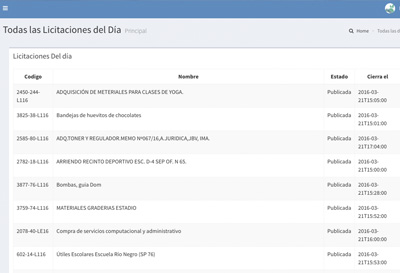 Todas las Licitaciones del Día Principal
Home > Todas las d
Licitaciones Del dia
Codigo Nombre Estado Cierra el
2450-244-L116 ADQUISICIÓN DE METERIALES PARA CLASES DE YOGA. Publicada 2016-03-21T15:05:00
3825-38-L116 Bandejas de huevitos de chocolates Publicada 2016-03-21T15:01:00
2585-80-L116 ADQ.TONER Y REGULADOR.MEMO Nº067/16,A.JURIDICA,JBV, IMA. Publicada 2016-03-21T17:04:00
2782-18-L116 ARRIENDO RECINTO DEPORTIVO ESC. D-4 SEP OF. N 65. Publicada 2016-03-21T15:00:00
3877-76-L116 Bombas, guia Dom Publicada 2016-03-21T15:28:00
3759-74-L116 MATERIALES GRADERIAS ESTADIO Publicada 2016-03-21T15:52:00
2078-40-LE16 Compra de servicios computacional y administrativo Publicada 2016-03-21T16:00:00
602-14-L116 Útiles Escolares Escuela Río Negro (SP 76) Publicada 2016-03-21T15:53:00